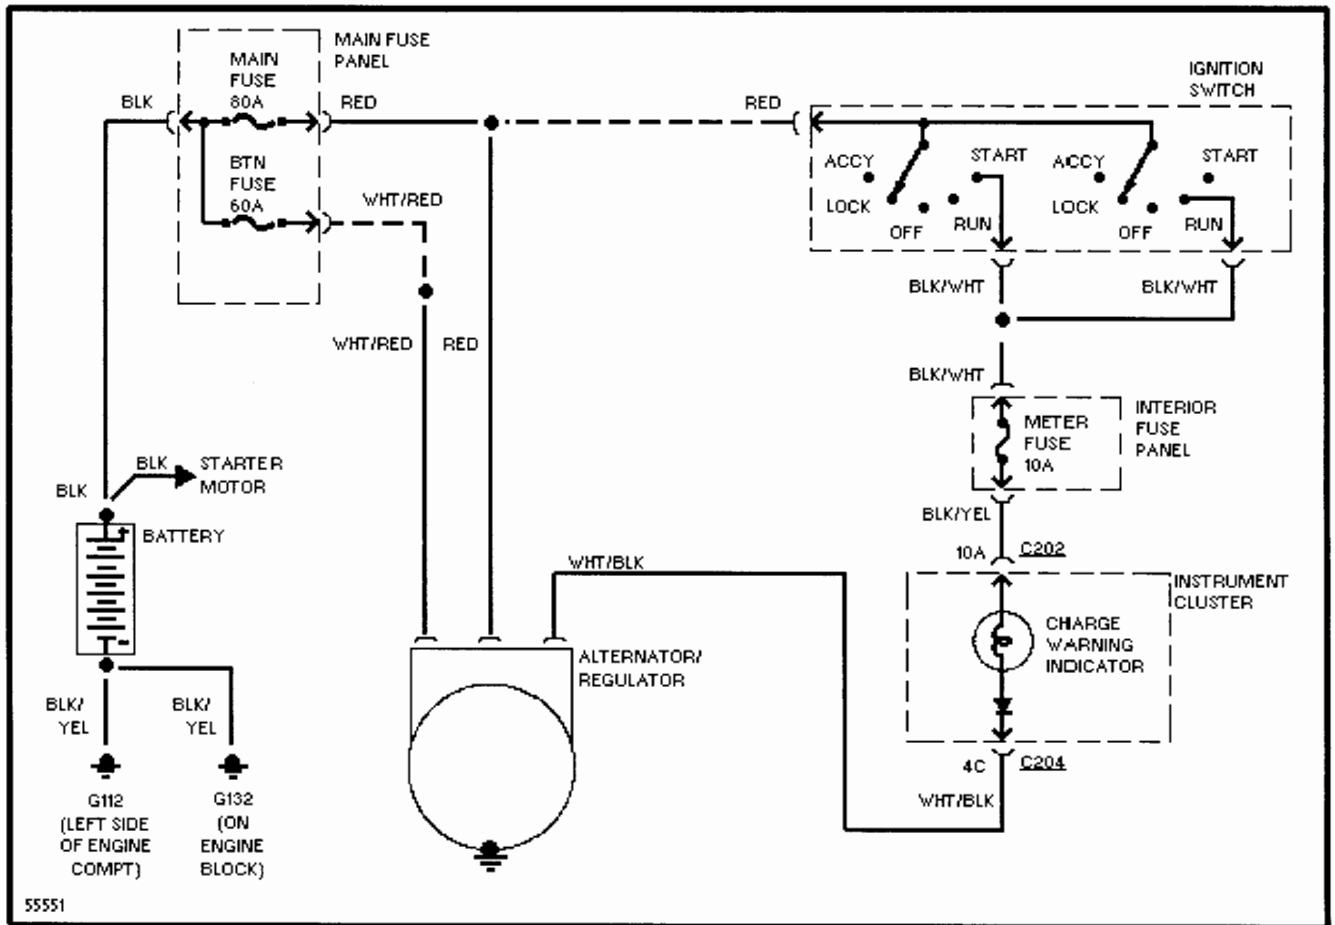 MAIN FUSE
PANEL
MAIN
FUSE
80A
BLK
RED
RED
IGNITION
SWITCH
BTN
FUSE
60A
WHT/RED
ACCY
START
ACCY
START
LOCK
OFF
RUN
LOCK
OFF
RUN
BLK/WHT
BLK/WHT
WHT/RED
RED
BLK/WHT
METER
FUSE
10A
INTERIOR
FUSE
PANEL
BLK
STARTER
MOTOR
BLK
BATTERY
+
-
BLK/YEL
10A
C202
WHT/BLK
INSTRUMENT
CLUSTER
CHARGE
WARNING
INDICATOR
ALTERNATOR/
REGULATOR
BLK/
YEL
BLK/
YEL
4C
C204
WHT/BLK
G112
(LEFT SIDE
OF ENGINE
COMPT)
G132
(ON
ENGINE
BLOCK)
55551